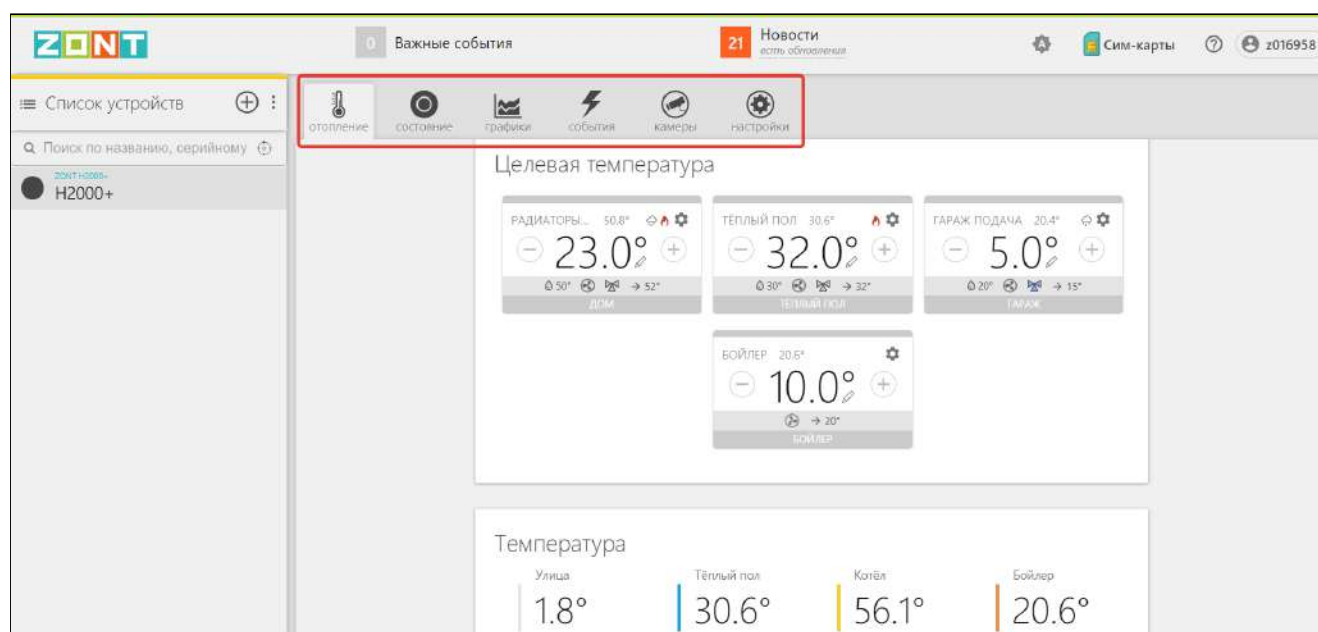 ZONT
0 Важные события
21 Новости
есть обновления
Сим-карты
z016958
Список устройств
Поиск по названию, серийному
ZONT H2000+
H2000+
отопление состояние графики события камеры настройки
Целевая температура
РАДИАТОРЫ... 50.8°
23.0°
50° → 52°
ДОМ
ТЁПЛЫЙ ПОЛ 30.6°
32.0°
30° → 32°
ТЁПЛЫЙ ПОЛ
ГАРАЖ ПОДАЧА 20.4°
5.0°
20° → 15°
ГАРАЖ
БОЙЛЕР 20.6°
10.0°
→ 20°
БОЙЛЕР
Температура
Улица Тёплый пол Котёл Бойлер
1.8° 30.6° 56.1° 20.6°